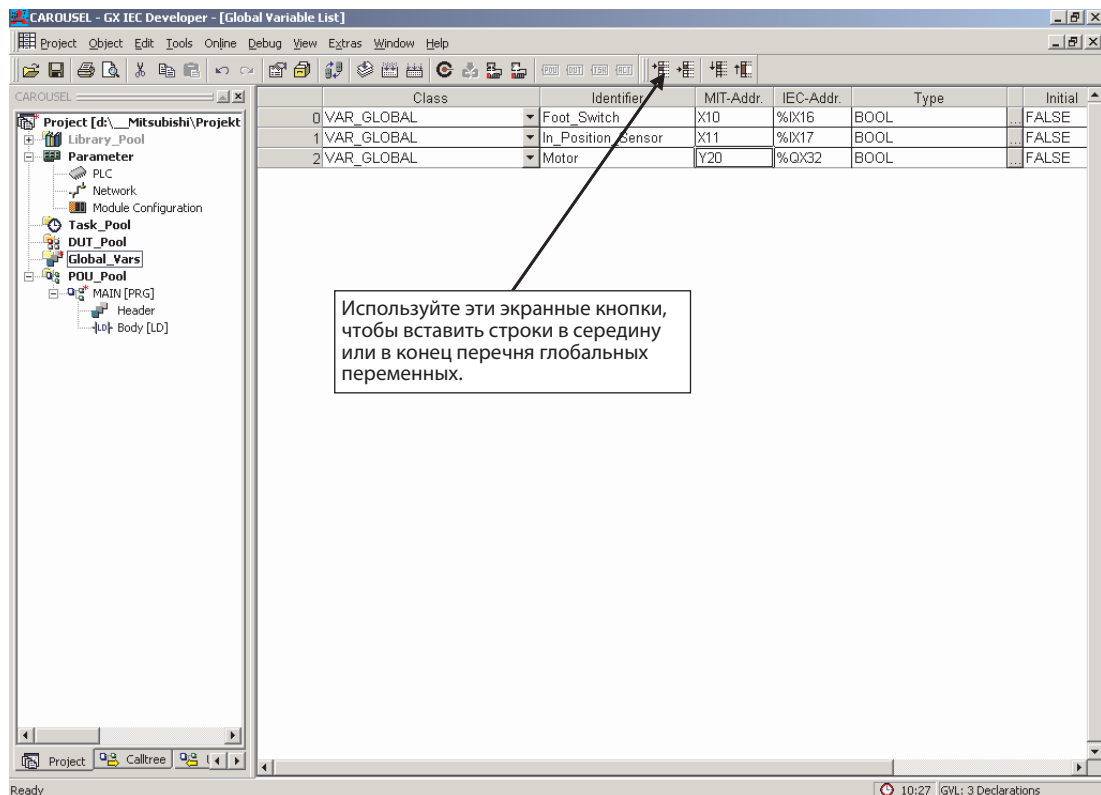 CAROUSEL - GX IEC Developer - [Global Variable List]
Project Object Edit Tools Online Debug View Extras Window Help
CAROUSEL
Project [d:\__Mitsubishi\Projekt
Library_Pool
Parameter
PLC
Network
Module Configuration
Task_Pool
DUT_Pool
Global_Vars
POU_Pool
MAIN [PRG]
Header
Body [LD]
Class Identifier MIT-Addr. IEC-Addr. Type Initial
0 VAR_GLOBAL Foot_Switch X10 %IX16 BOOL ... FALSE
1 VAR_GLOBAL In_Position_Sensor X11 %IX17 BOOL ... FALSE
2 VAR_GLOBAL Motor Y20 %QX32 BOOL ... FALSE
Используйте эти экранные кнопки,
чтобы вставить строки в середину
или в конец перечня глобальных
переменных.
Project Calltree
Ready 10:27 GVL: 3 Declarations